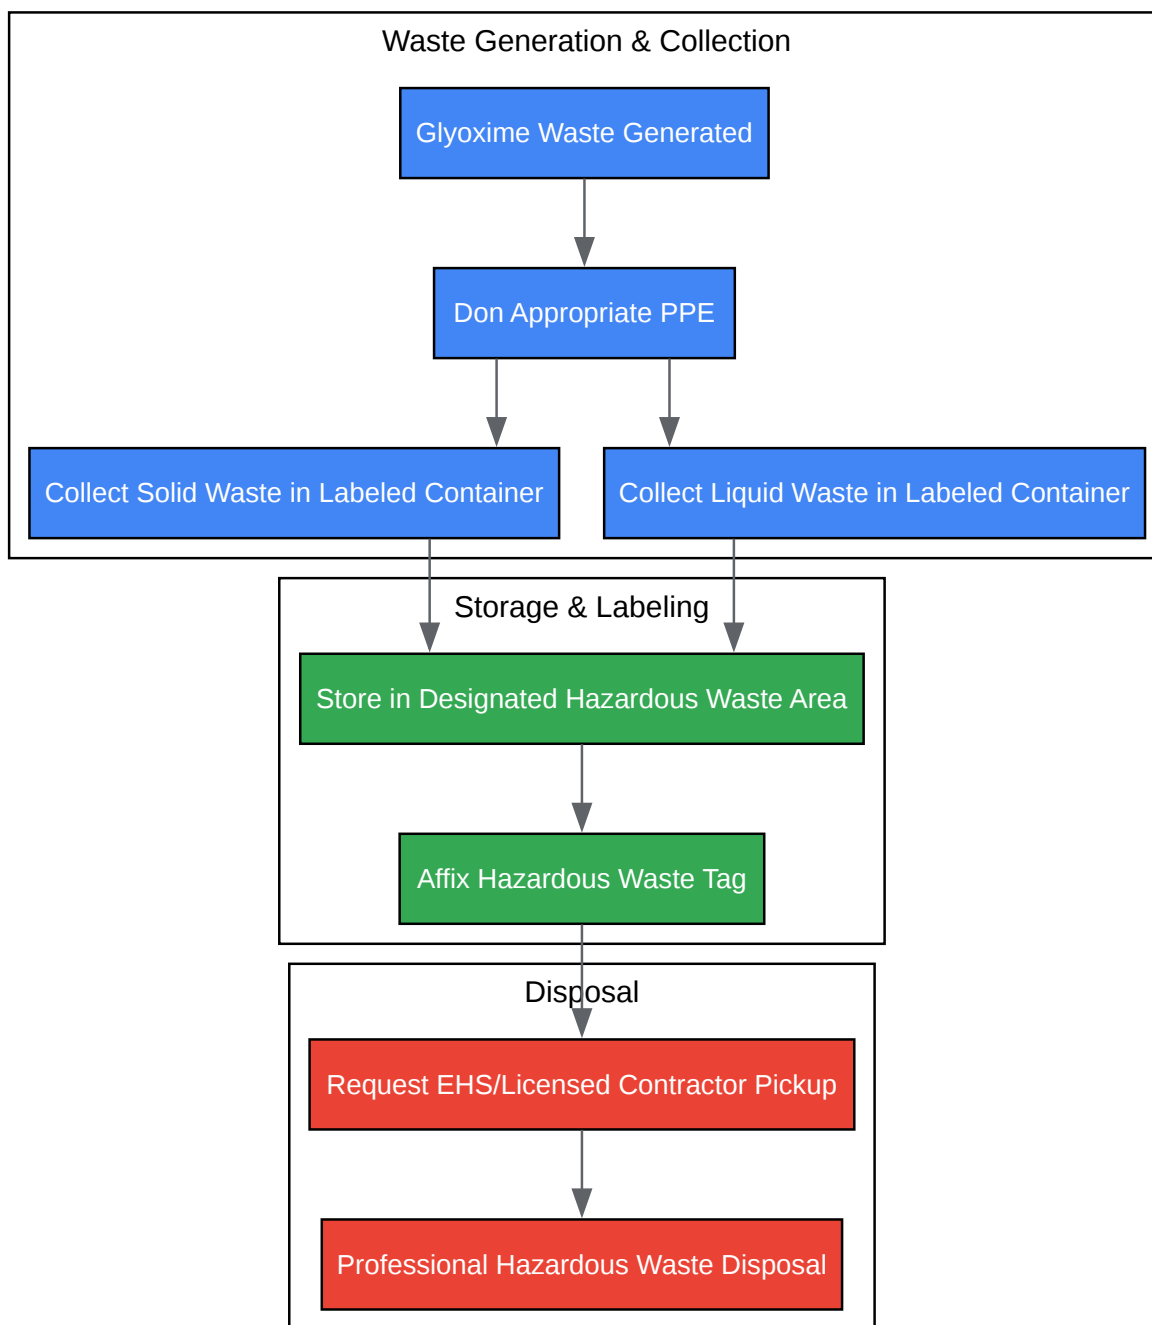 Waste Generation & Collection
Glyoxime Waste Generated
Don Appropriate PPE
Collect Solid Waste in Labeled Container
Collect Liquid Waste in Labeled Container
Storage & Labeling
Store in Designated Hazardous Waste Area
Affix Hazardous Waste Tag
Disposal
Request EHS/Licensed Contractor Pickup
Professional Hazardous Waste Disposal